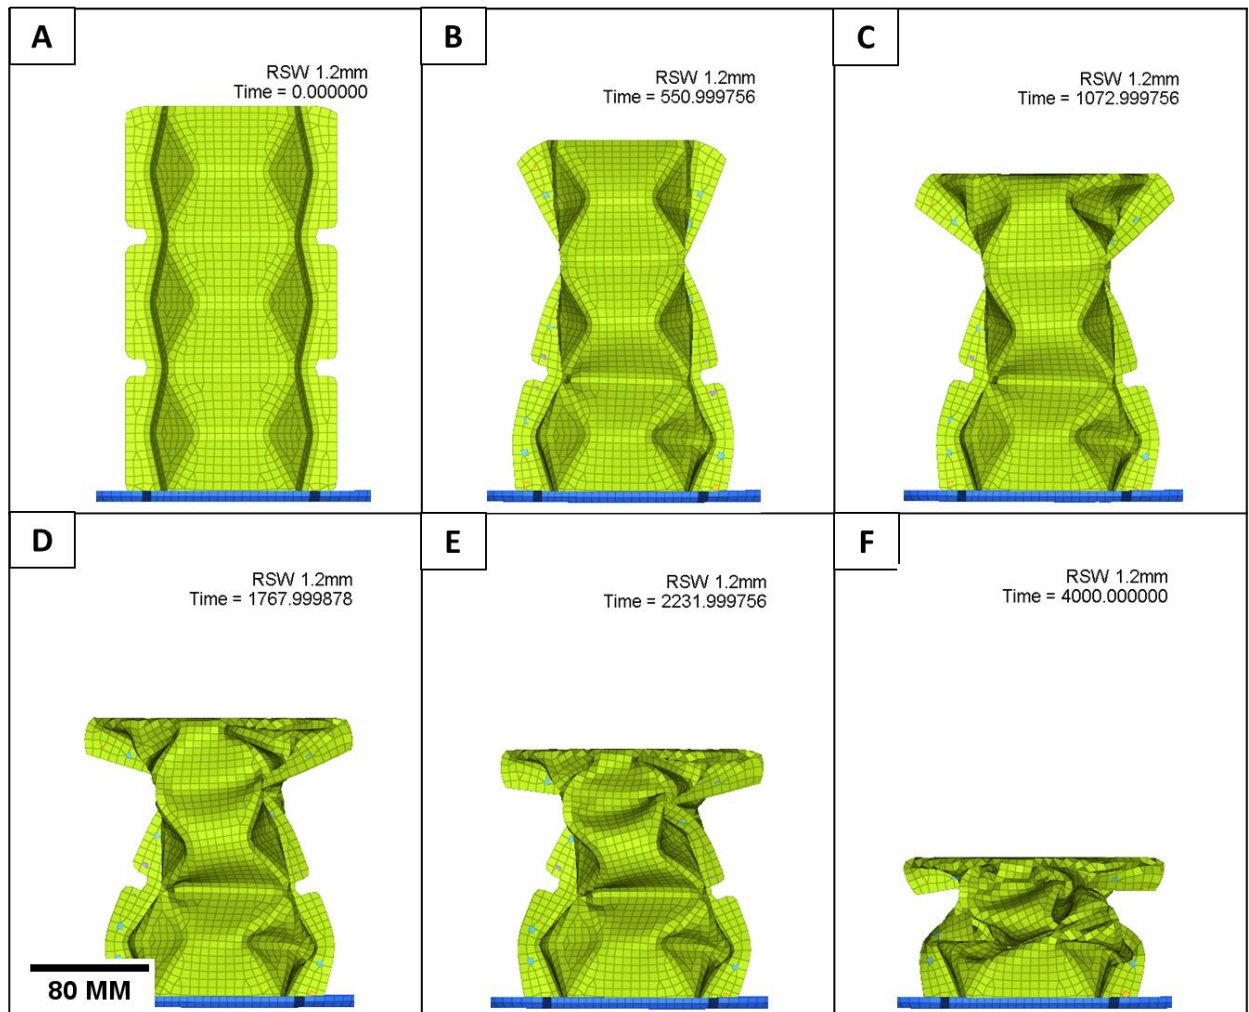 A
RSW 1.2mm
Time = 0.000000
B
RSW 1.2mm
Time = 550.999756
C
RSW 1.2mm
Time = 1072.999756
D
RSW 1.2mm
Time = 1767.999878
80 MM
E
RSW 1.2mm
Time = 2231.999756
F
RSW 1.2mm
Time = 4000.000000